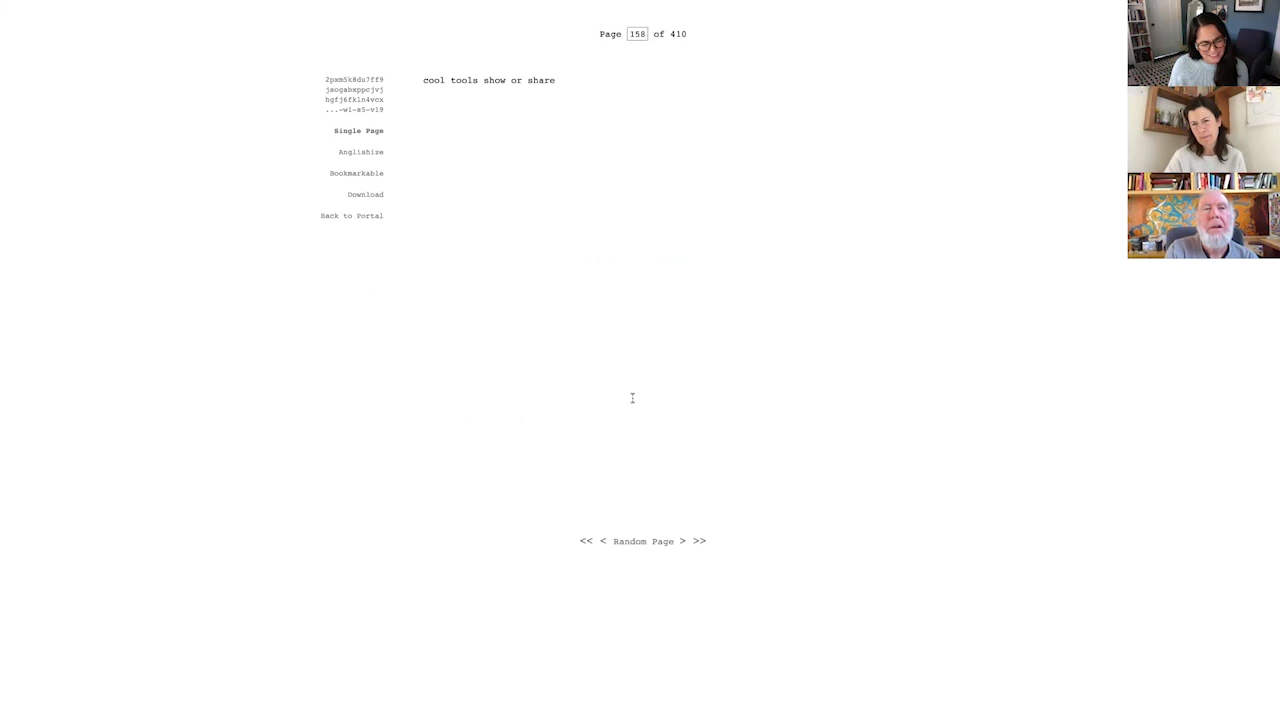 Page 158 of 410
2pxm5k8du7ff9
jsogabxppcjvj
hgfj6fkln4vcx
...-w1-s5-v19
cool tools show or share
Single Page
Anglishize
Bookmarkable
Download
Back to Portal
<< < Random Page > >>